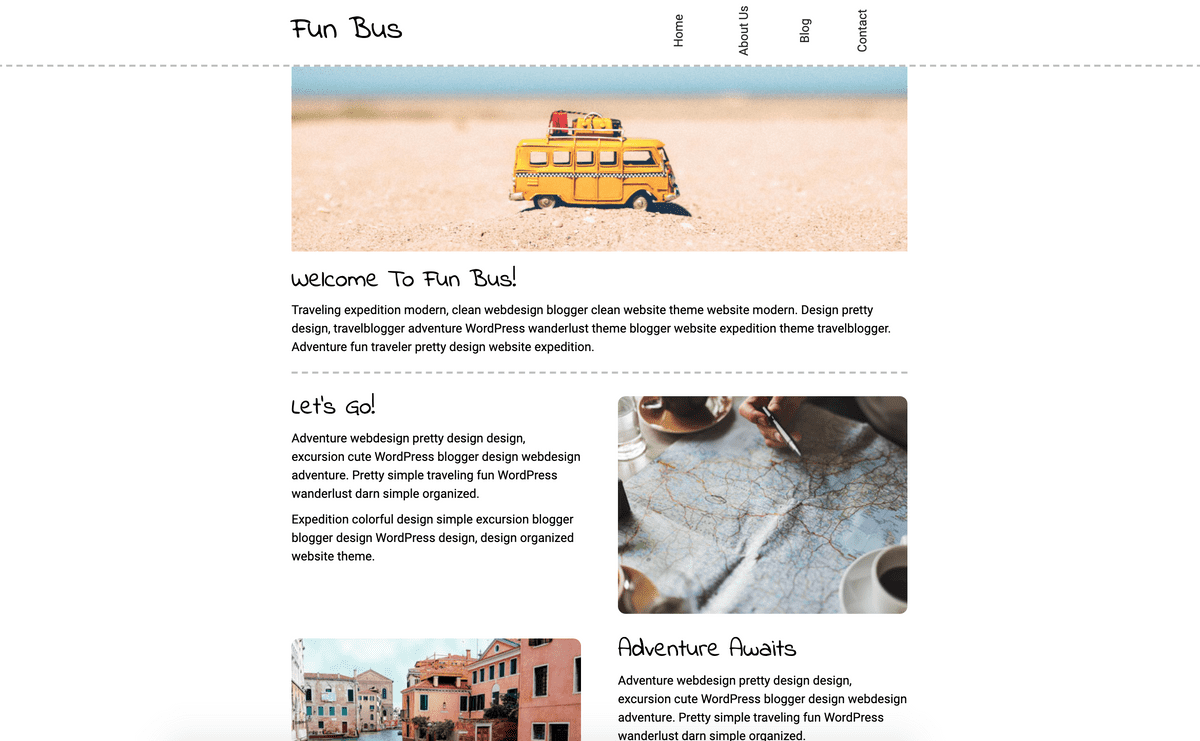 Fun Bus
Home
About Us
Blog
Contact
Welcome To Fun Bus!
Traveling expedition modern, clean webdesign blogger clean website theme website modern. Design pretty
design, travelblogger adventure WordPress wanderlust theme blogger website expedition theme travelblogger.
Adventure fun traveler pretty design website expedition.
Let's Go!
Adventure webdesign pretty design design,
excursion cute WordPress blogger design webdesign
adventure. Pretty simple traveling fun WordPress
wanderlust darn simple organized.
Expedition colorful design simple excursion blogger
blogger design WordPress design, design organized
website theme.
Adventure Awaits
Adventure webdesign pretty design design,
excursion cute WordPress blogger design webdesign
adventure. Pretty simple traveling fun WordPress
wanderlust darn simple organized.